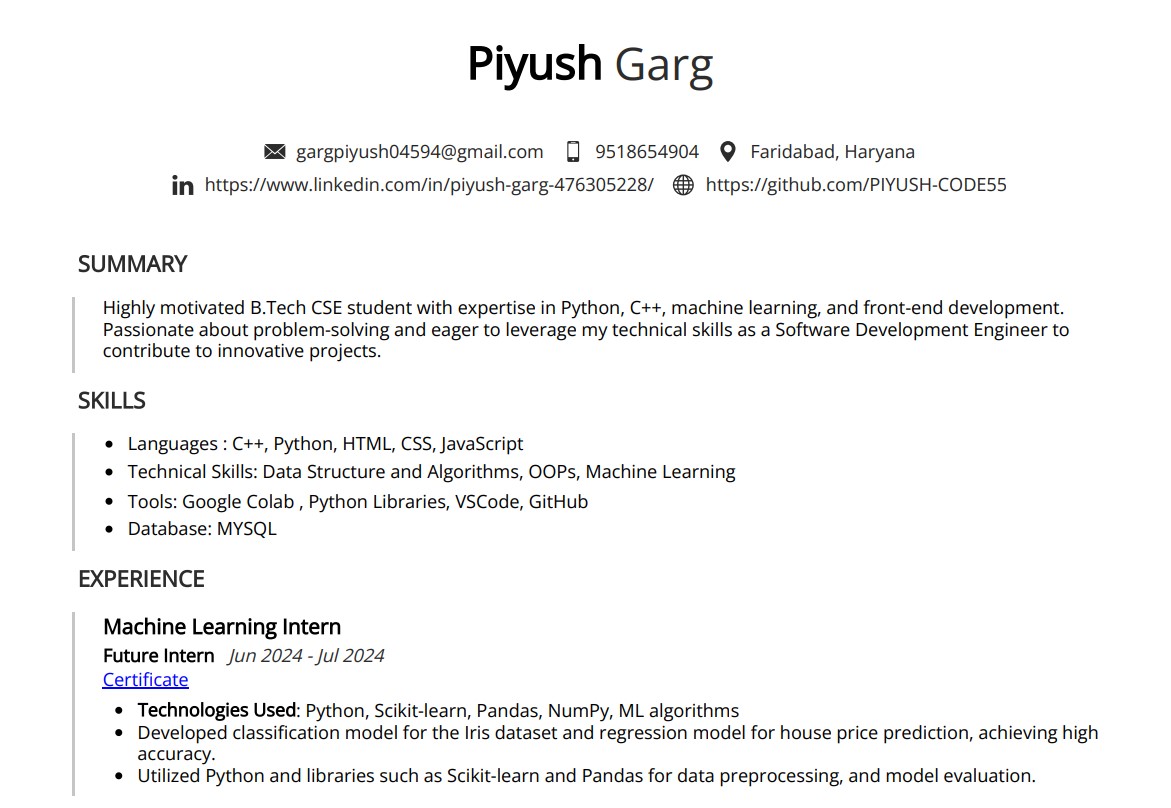 Piyush Garg
gargpiyush04594@gmail.com 9518654904 Faridabad, Haryana
in https://www.linkedin.com/in/piyush-garg-476305228/ https://github.com/PIYUSH-CODE55
SUMMARY
Highly motivated B.Tech CSE student with expertise in Python, C++, machine learning, and front-end development.
Passionate about problem-solving and eager to leverage my technical skills as a Software Development Engineer to
contribute to innovative projects.
SKILLS
• Languages : C++, Python, HTML, CSS, JavaScript
• Technical Skills: Data Structure and Algorithms, OOPs, Machine Learning
• Tools: Google Colab , Python Libraries, VSCode, GitHub
• Database: MYSQL
EXPERIENCE
Machine Learning Intern
Future Intern Jun 2024 - Jul 2024
Certificate
• Technologies Used: Python, Scikit-learn, Pandas, NumPy, ML algorithms
• Developed classification model for the Iris dataset and regression model for house price prediction, achieving high
accuracy.
• Utilized Python and libraries such as Scikit-learn and Pandas for data preprocessing, and model evaluation.